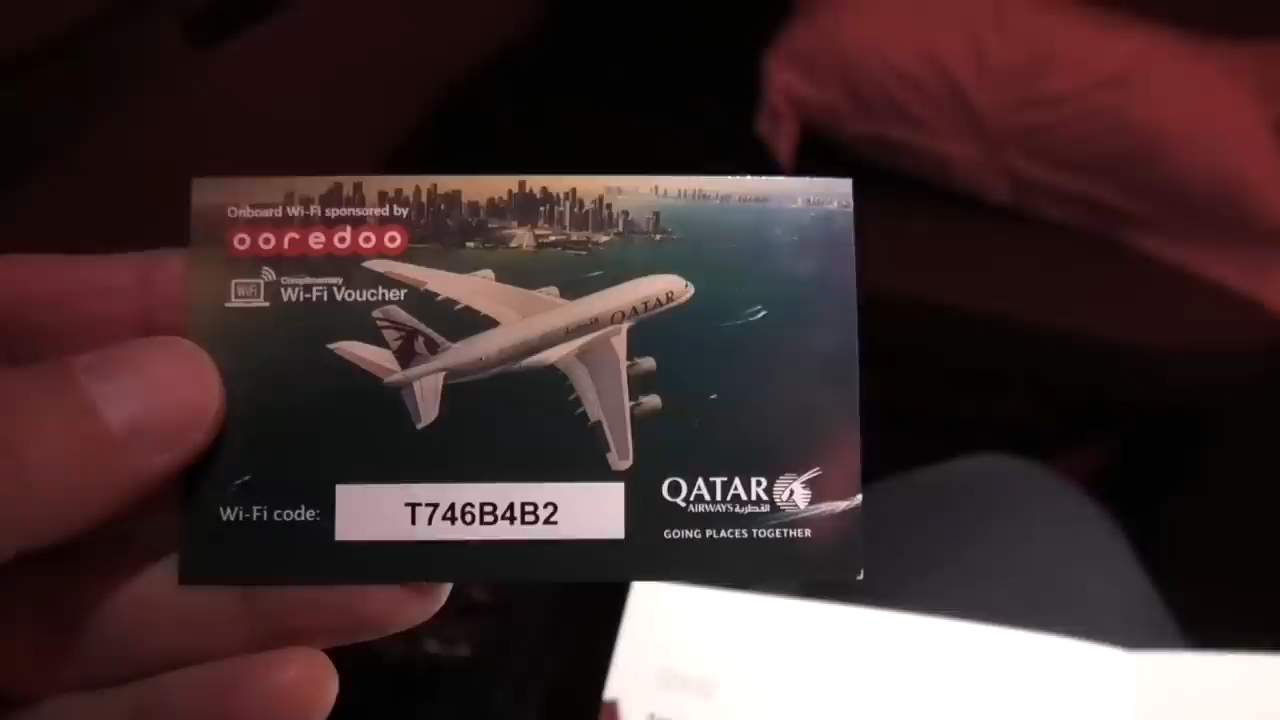 Onboard Wi-Fi sponsored by
ooredoo
WiFi
Complimentary
Wi-Fi Voucher
QATAR
Wi-Fi code:
T746B4B2
QATAR
AIRWAYS القطرية
GOING PLACES TOGETHER